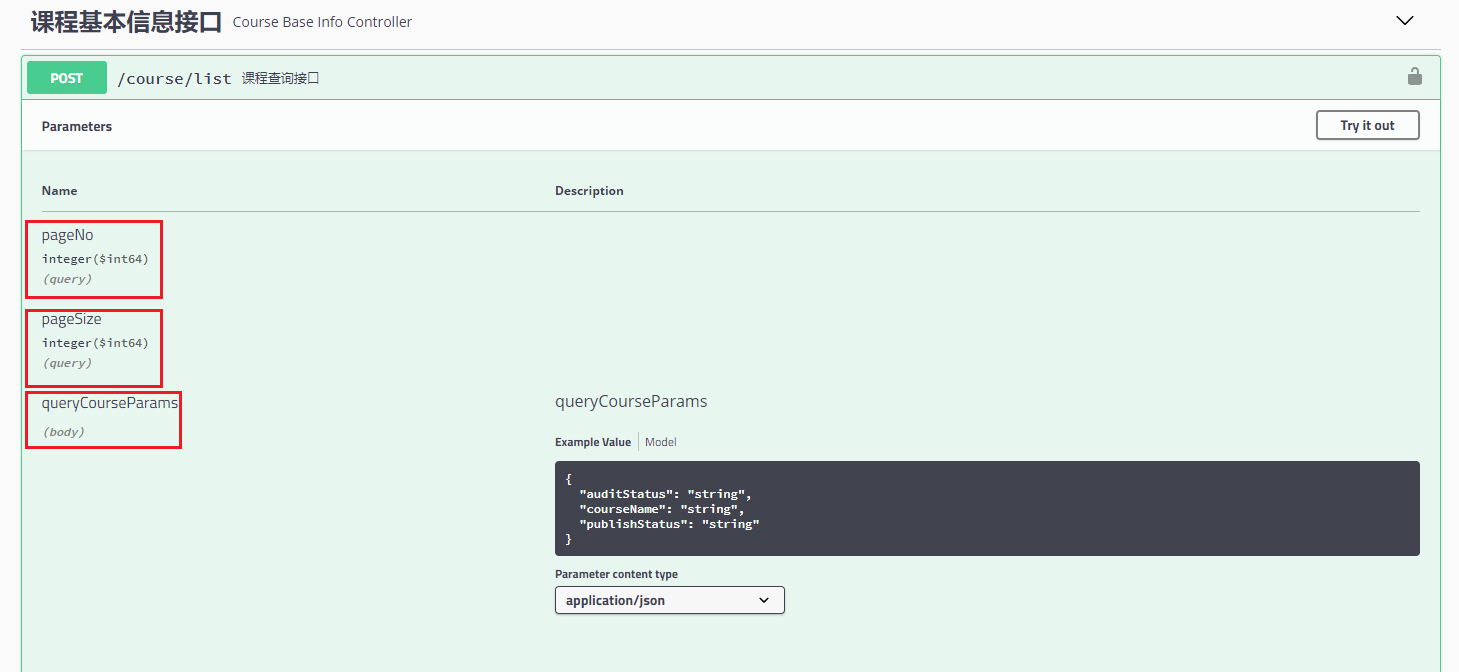 课程基本信息接口 Course Base Info Controller
POST /course/list 课程查询接口
Parameters Try it out
Name Description
pageNo
integer($int64)
(query)
pageSize
integer($int64)
(query)
queryCourseParams
(body)
queryCourseParams
Example Value Model
{
"auditStatus": "string",
"courseName": "string",
"publishStatus": "string"
}
Parameter content type
application/json